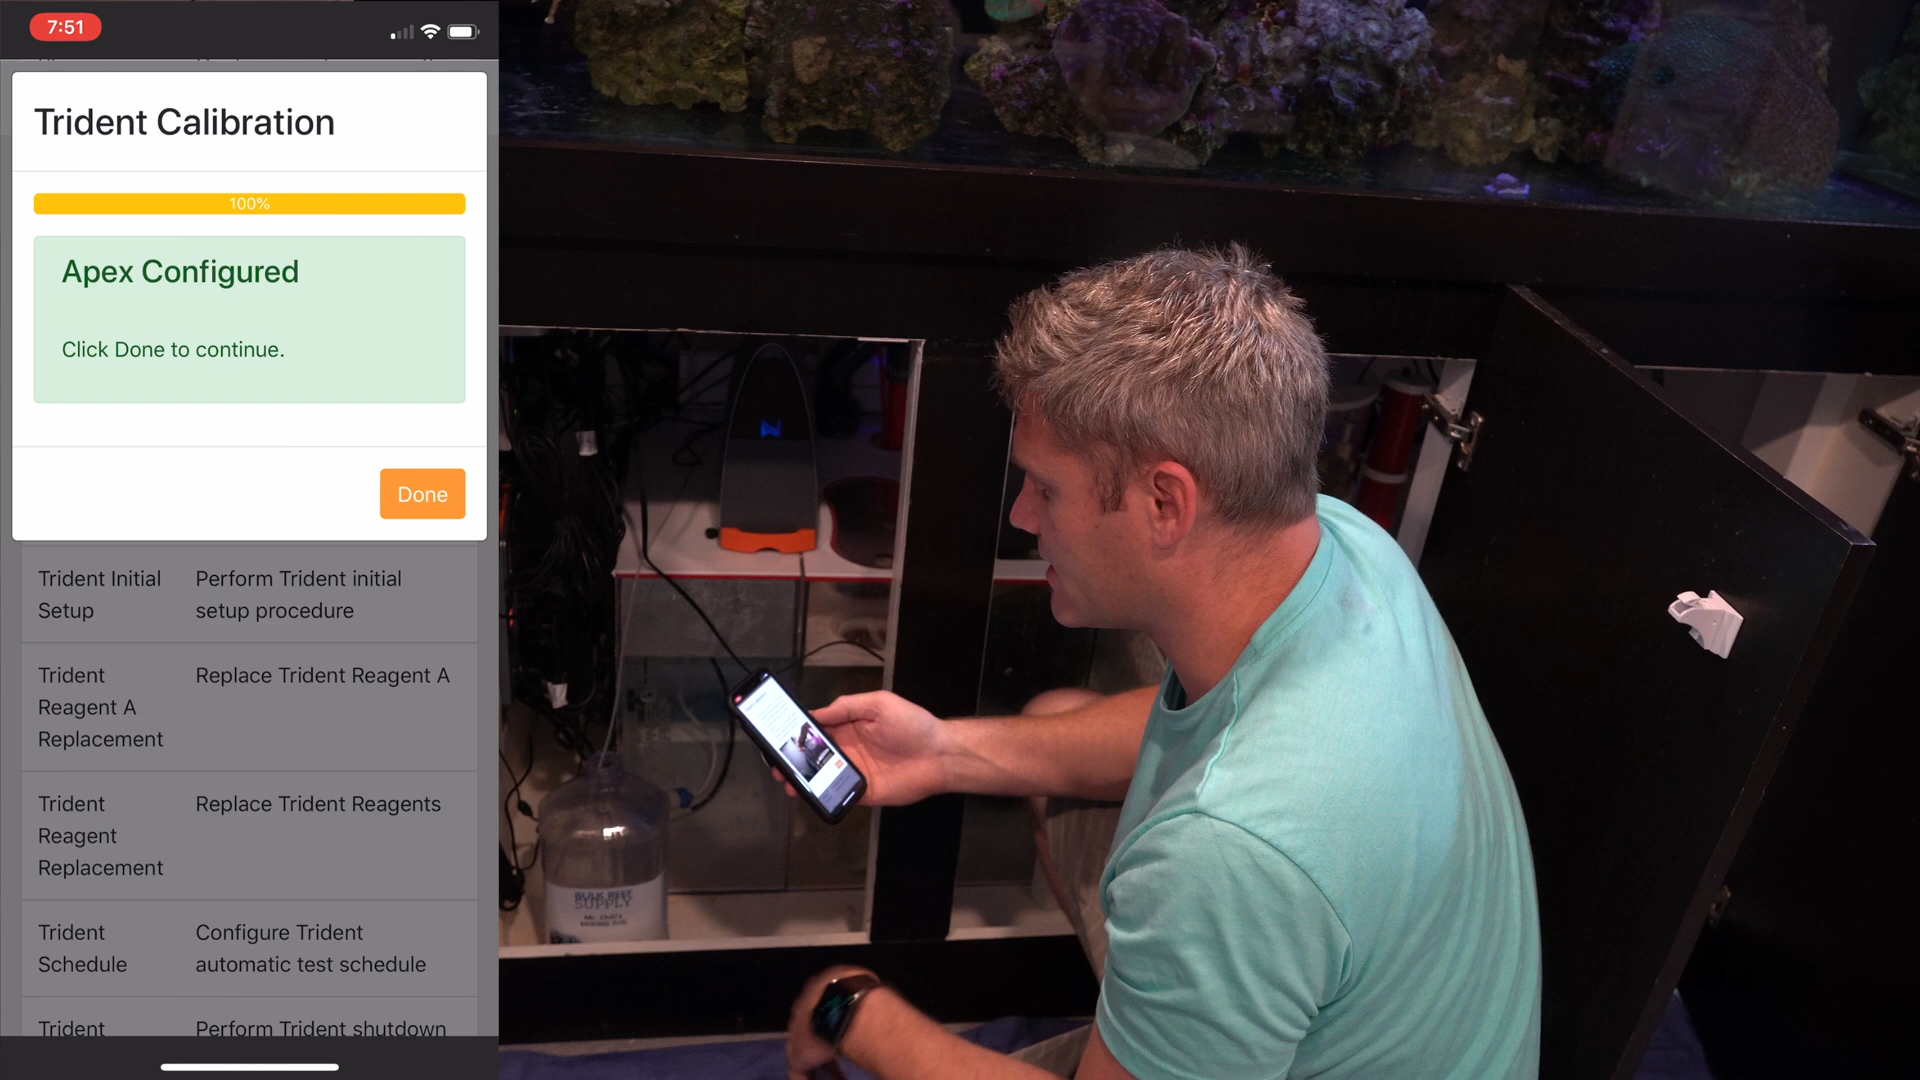 7:51
Trident Calibration
100%
Apex Configured
Click Done to continue.
Done
Trident Initial
Setup
Perform Trident initial
setup procedure
Trident
Reagent A
Replacement
Replace Trident Reagent A
Trident
Reagent
Replacement
Replace Trident Reagents
Trident
Schedule
Configure Trident
automatic test schedule
Trident
Perform Trident shutdown
BULK REEF
SUPPLY